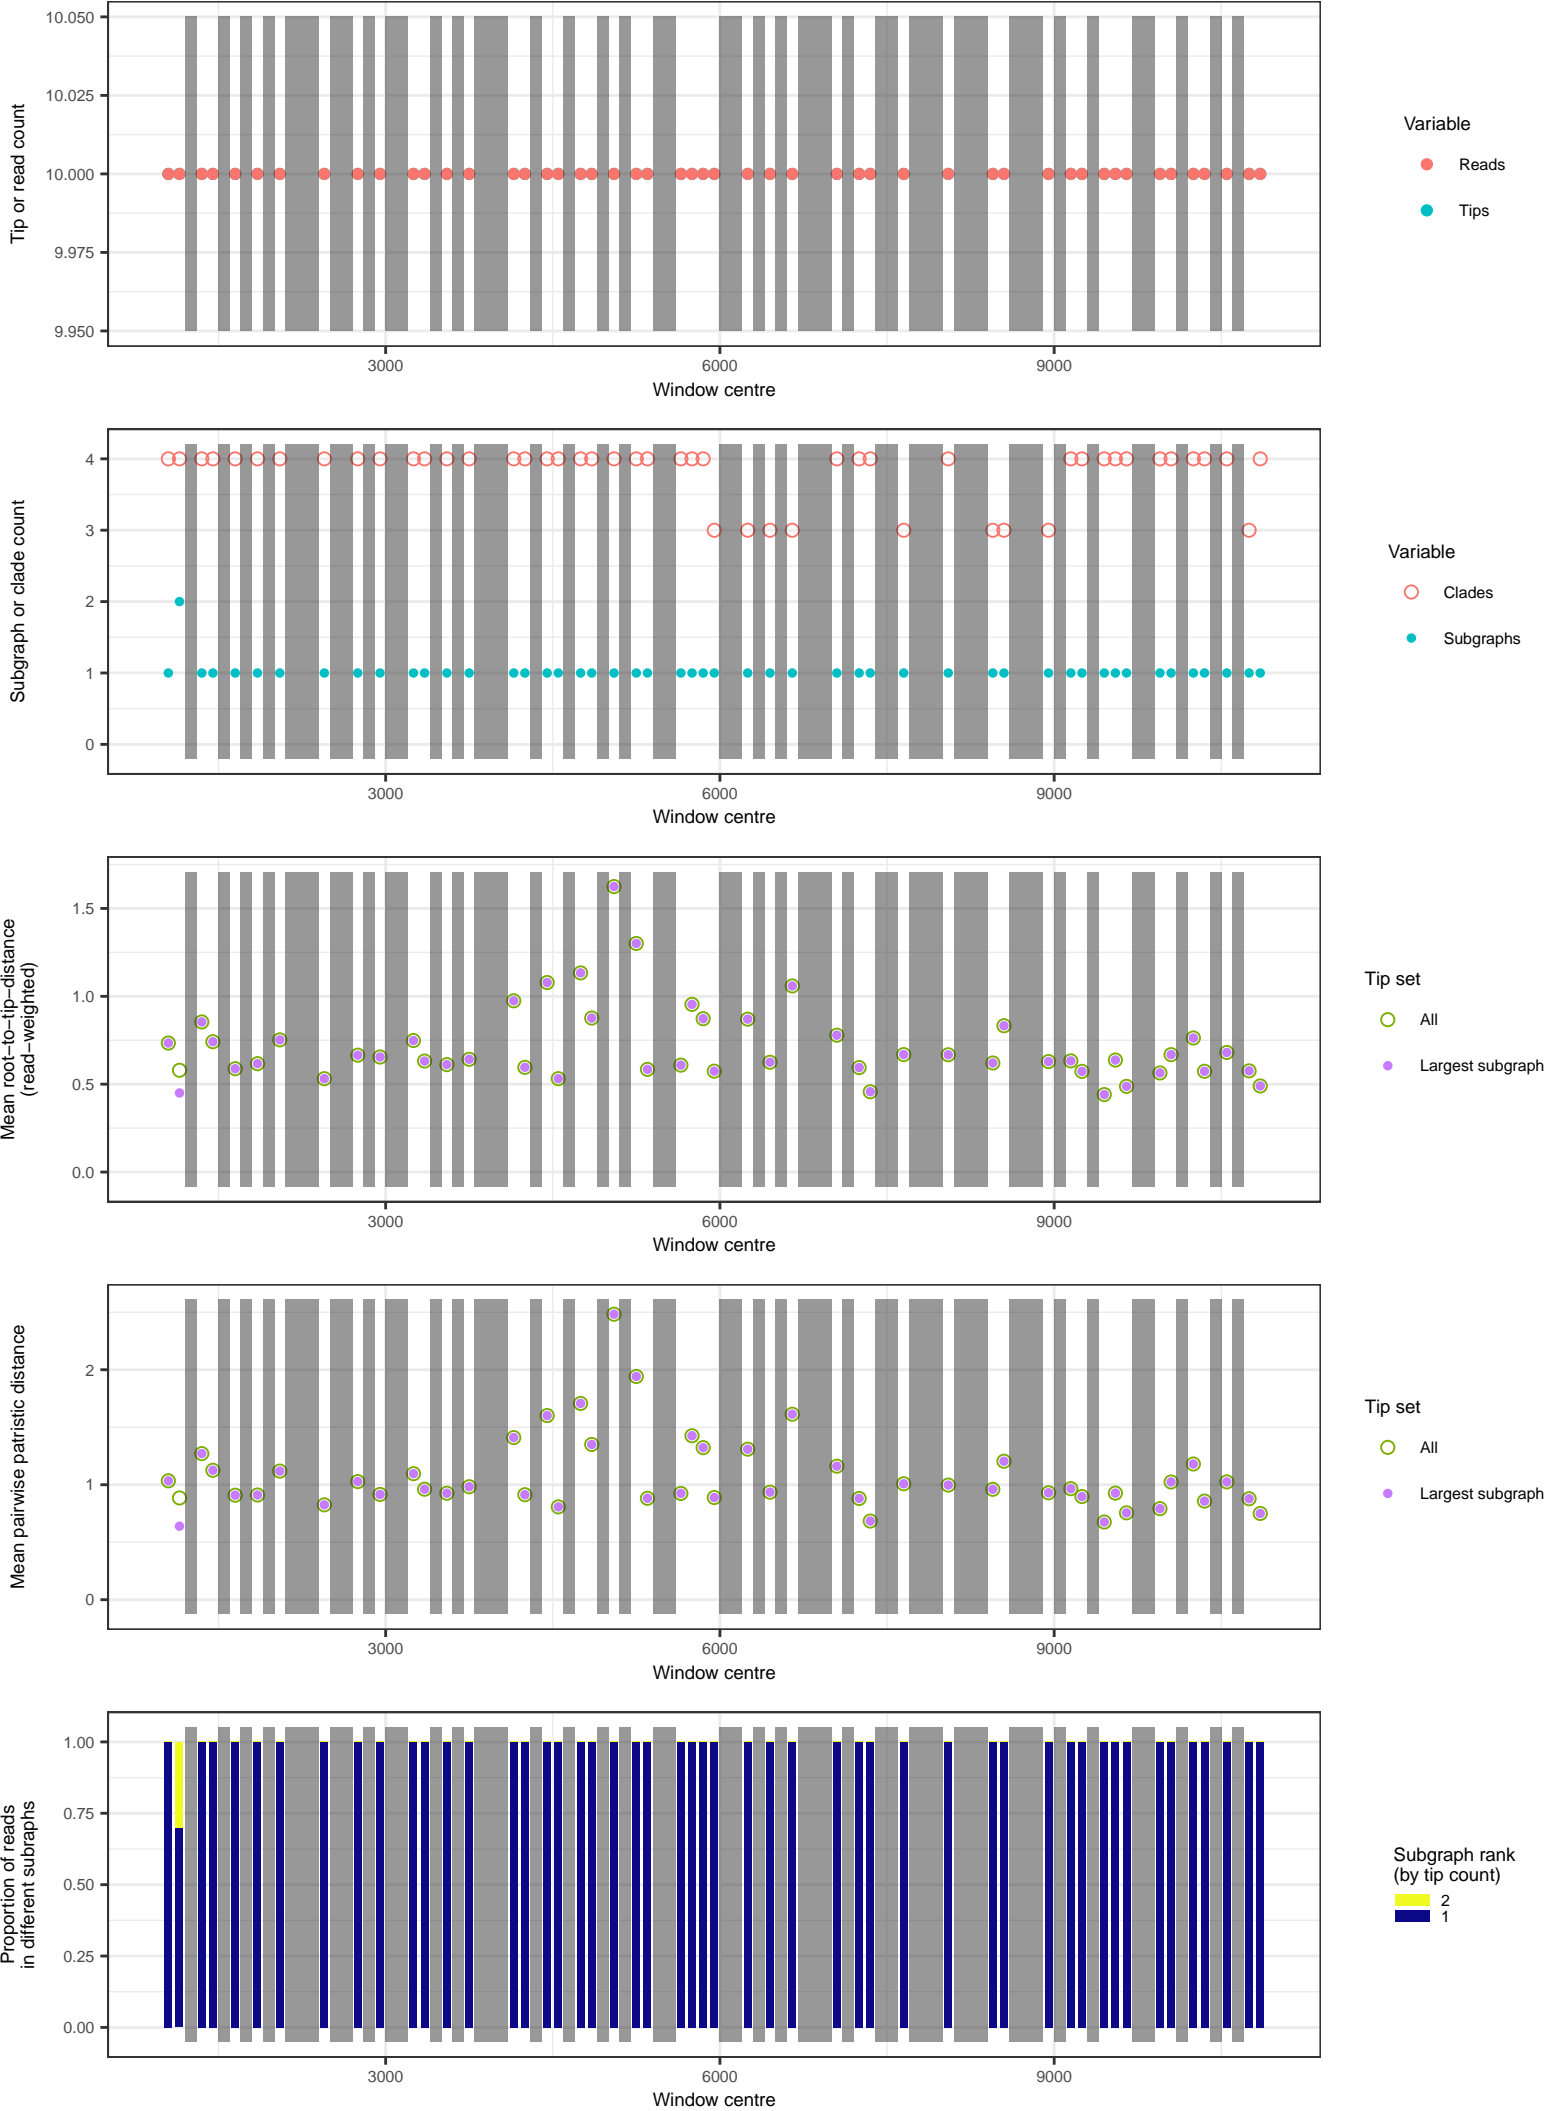 10.050
10.025
10.000
9.975
9.950
Tip or read count
3000
6000
9000
Window centre
Variable
Reads
Tips
4
3
2
1
0
Subgraph or clade count
3000
6000
9000
Window centre
Variable
Clades
Subgraphs
1.5
1.0
0.5
0.0
Mean root−to−tip−distance
(read−weighted)
3000
6000
9000
Window centre
Tip set
All
Largest subgraph
2
1
0
Mean pairwise patristic distance
3000
6000
9000
Window centre
Tip set
All
Largest subgraph
1.00
0.75
0.50
0.25
0.00
Proportion of reads
in different subraphs
3000
6000
9000
Window centre
Subgraph rank
(by tip count)
2
1